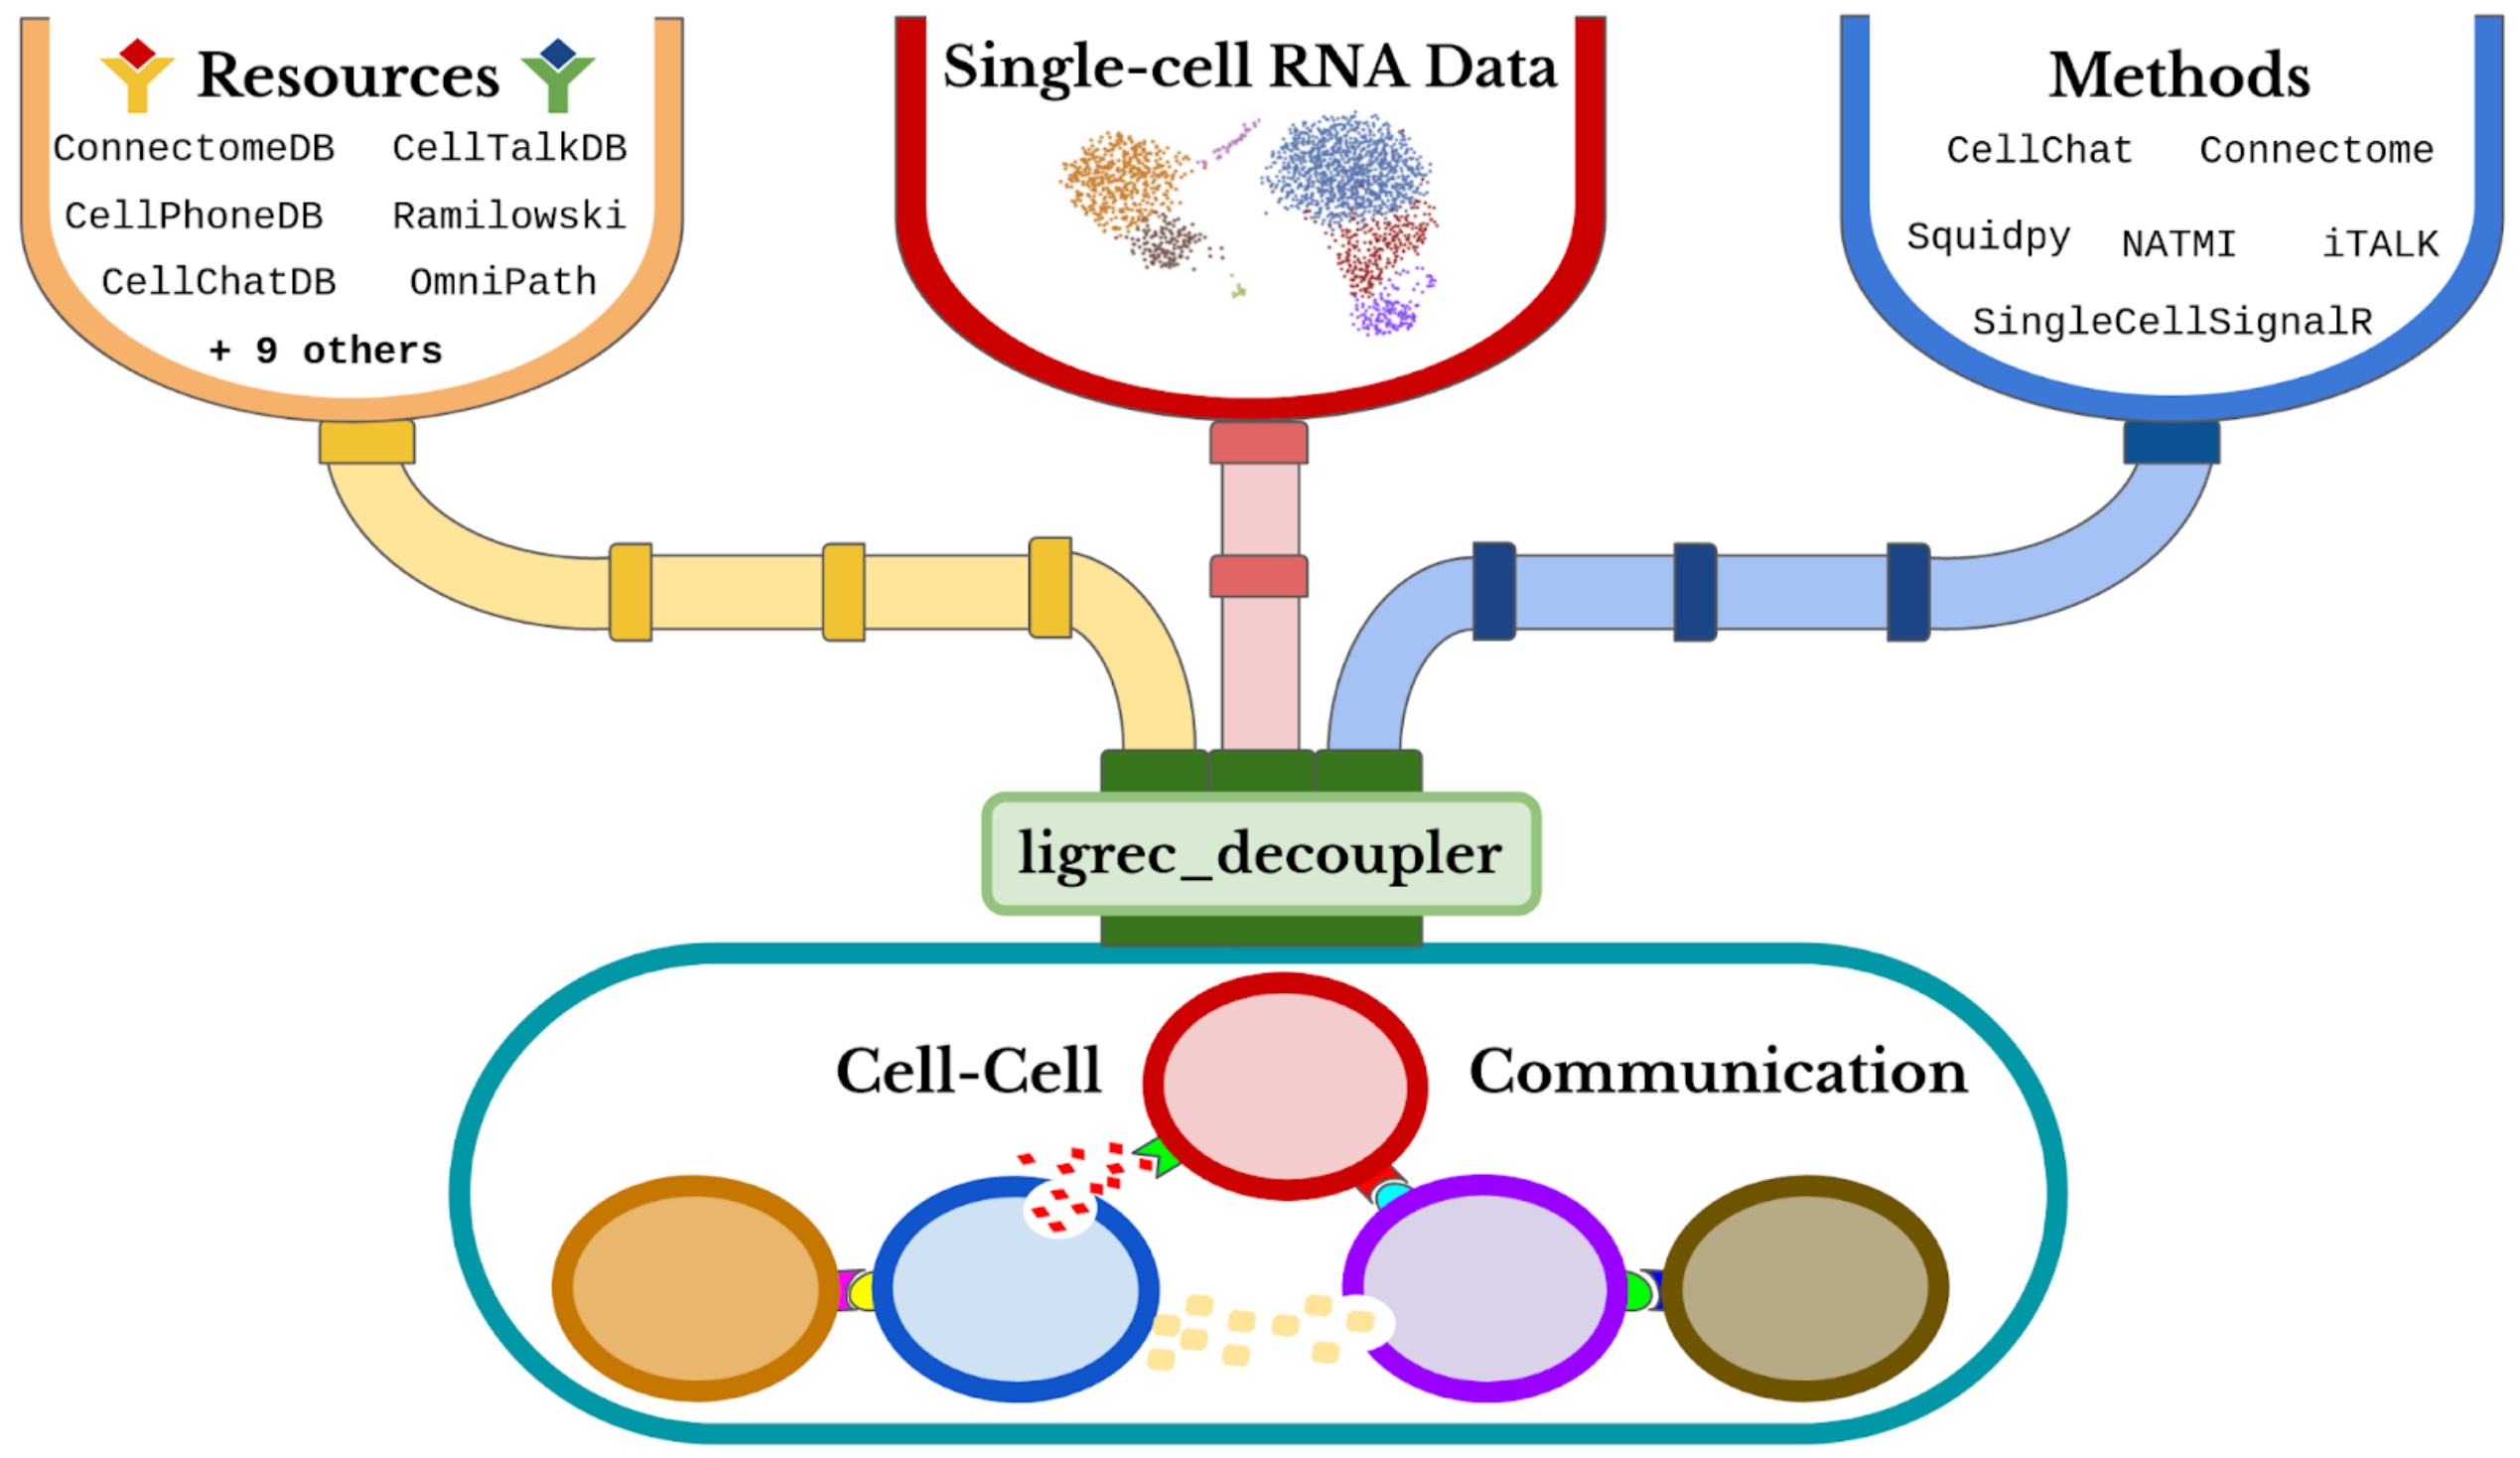 Resources
ConnectomeDB CellTalkDB
CellPhoneDB Ramilowski
CellChatDB OmniPath
+ 9 others
Single-cell RNA Data
Methods
CellChat Connectome
Squidpy NATMI iTALK
SingleCellSignalR
ligrec_decoupler
Cell-Cell Communication